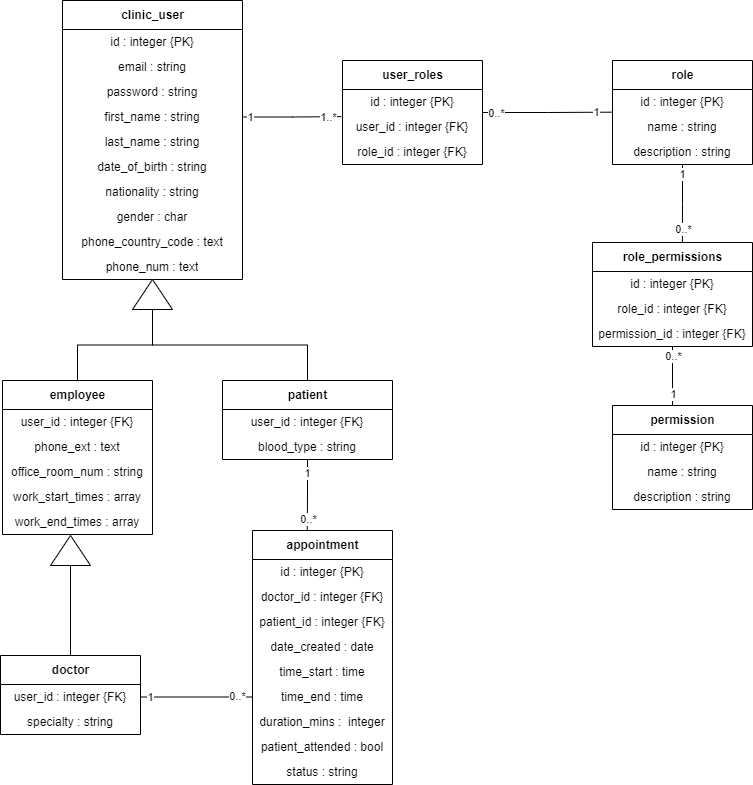 clinic_user
id : integer {PK}
email : string
password : string
first_name : string
last_name : string
date_of_birth : string
nationality : string
gender : char
phone_country_code : text
phone_num : text
1
1..*
user_roles
id : integer {PK}
user_id : integer {FK}
role_id : integer {FK}
0..*
1
role
id : integer {PK}
name : string
description : string
1
0..*
role_permissions
id : integer {PK}
role_id : integer {FK}
permission_id : integer {FK}
0..*
1
permission
id : integer {PK}
name : string
description : string
employee
user_id : integer {FK}
phone_ext : text
office_room_num : string
work_start_times : array
work_end_times : array
patient
user_id : integer {FK}
blood_type : string
1
0..*
appointment
id : integer {PK}
doctor_id : integer {FK}
patient_id : integer {FK}
date_created : date
time_start : time
time_end : time
duration_mins :  integer
patient_attended : bool
status : string
doctor
user_id : integer {FK}
specialty : string
1
0..*